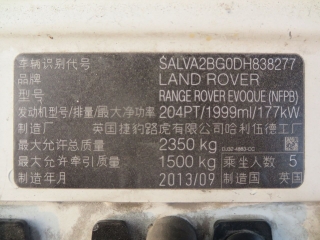 车辆识别代号 SALVA2BG0DH838277
品牌 LAND ROVER
型号 RANGE ROVER EVOQUE (NFPB)
发动机型号/排量/最大净功率 204PT/1999ml/177kW
制造厂 英国捷豹路虎有限公司哈利伍德工厂
最大允许总质量 2350 kg
最大允许牵引质量 1500 kg 乘坐人数 5
制造年月 2013/09 制造国 英国